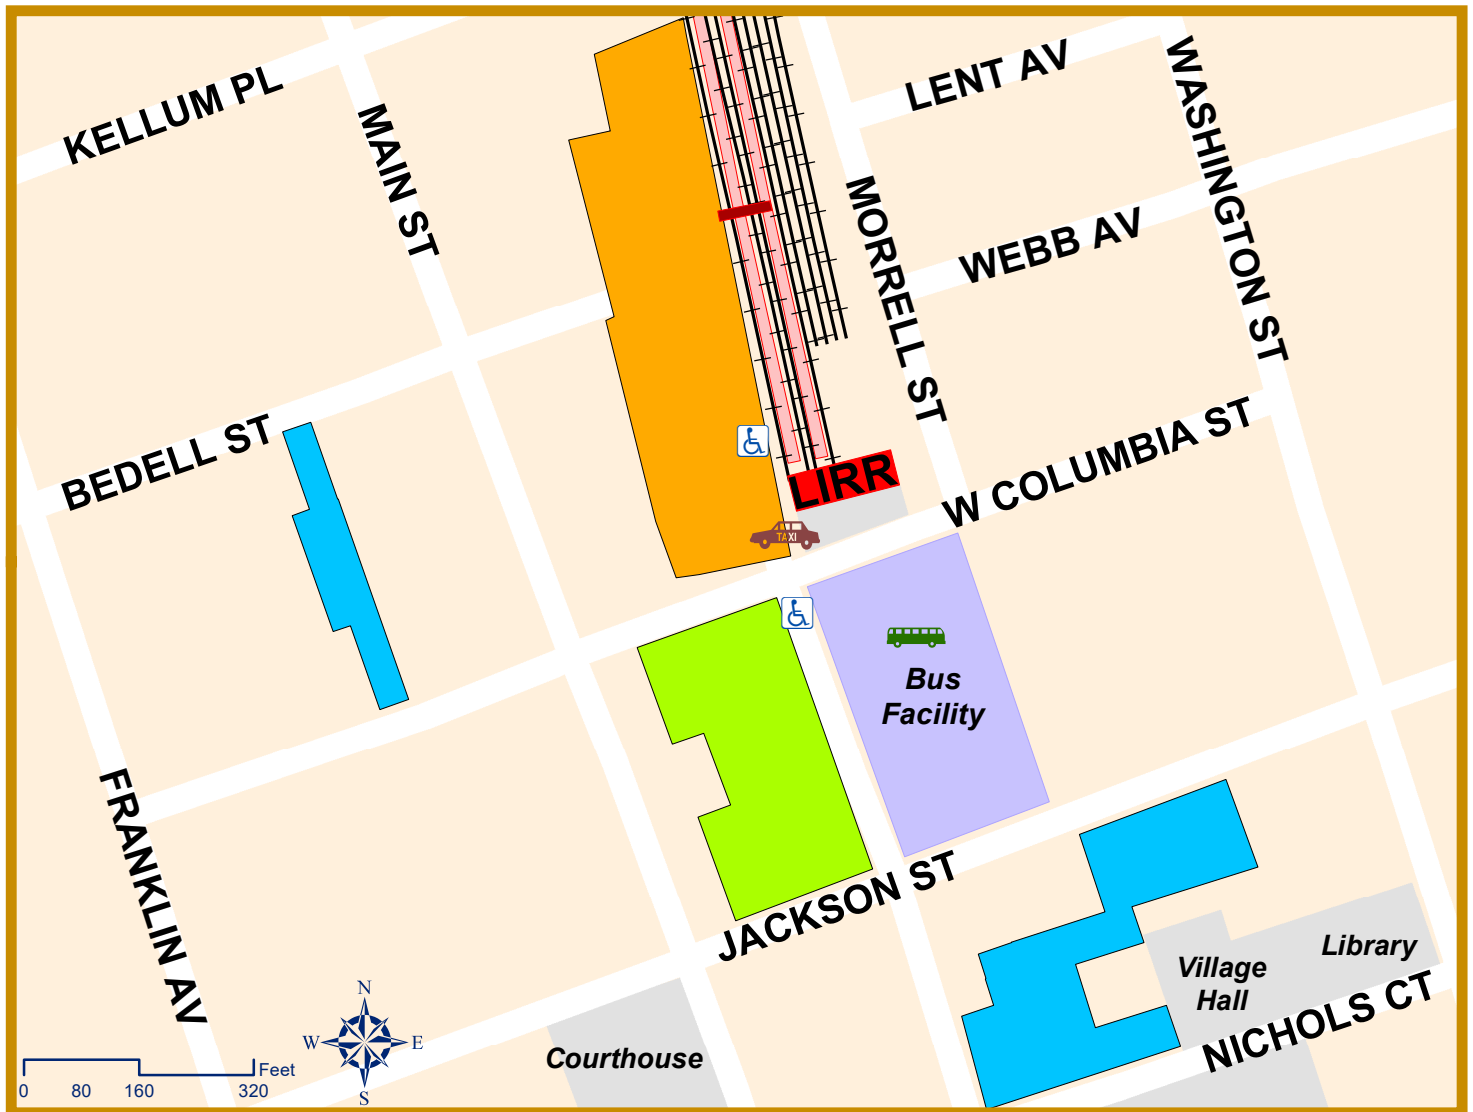 KELLUM PL
MAIN ST
LENT AV
WASHINGTON ST
MORRELL ST
WEBB AV
BEDELL ST
LIRR
W COLUMBIA ST
TAXI
Bus
Facility
FRANKLIN AV
JACKSON ST
Library
Village
Hall
NICHOLS CT
Courthouse
N
W
E
S
Feet
0 80 160 320